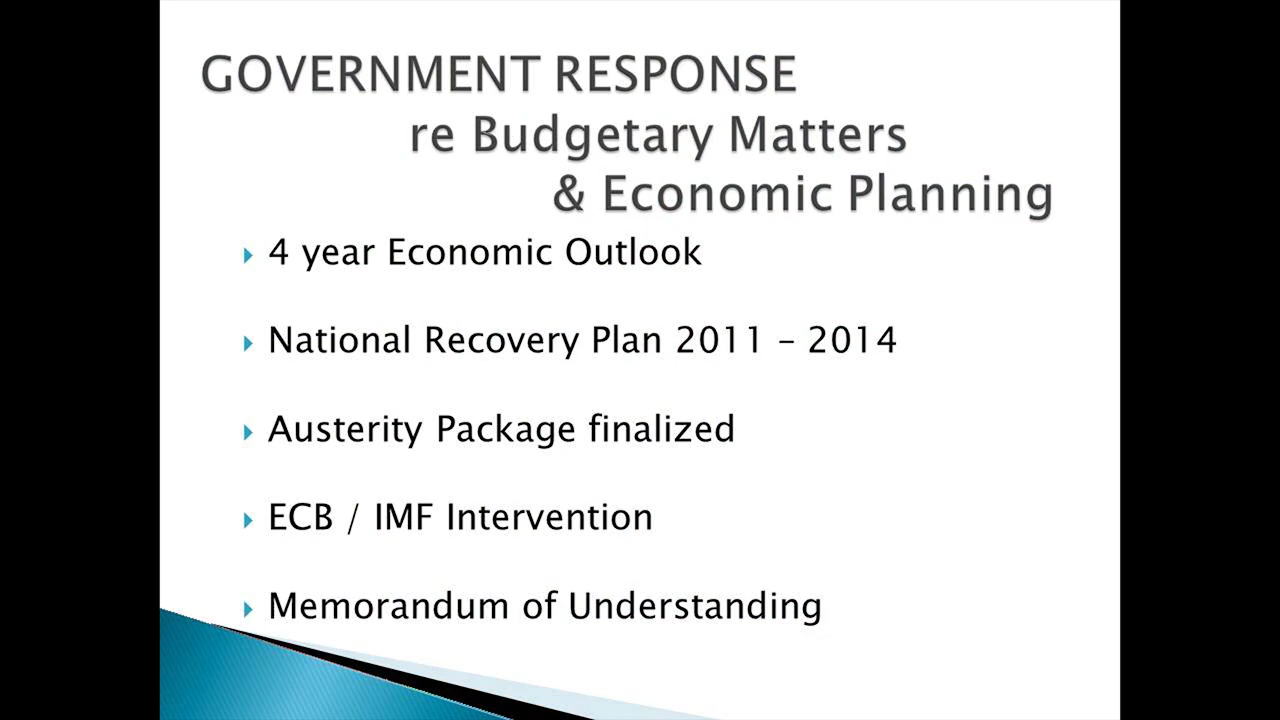 GOVERNMENT RESPONSE
re Budgetary Matters
& Economic Planning
4 year Economic Outlook
National Recovery Plan 2011 – 2014
Austerity Package finalized
ECB / IMF Intervention
Memorandum of Understanding